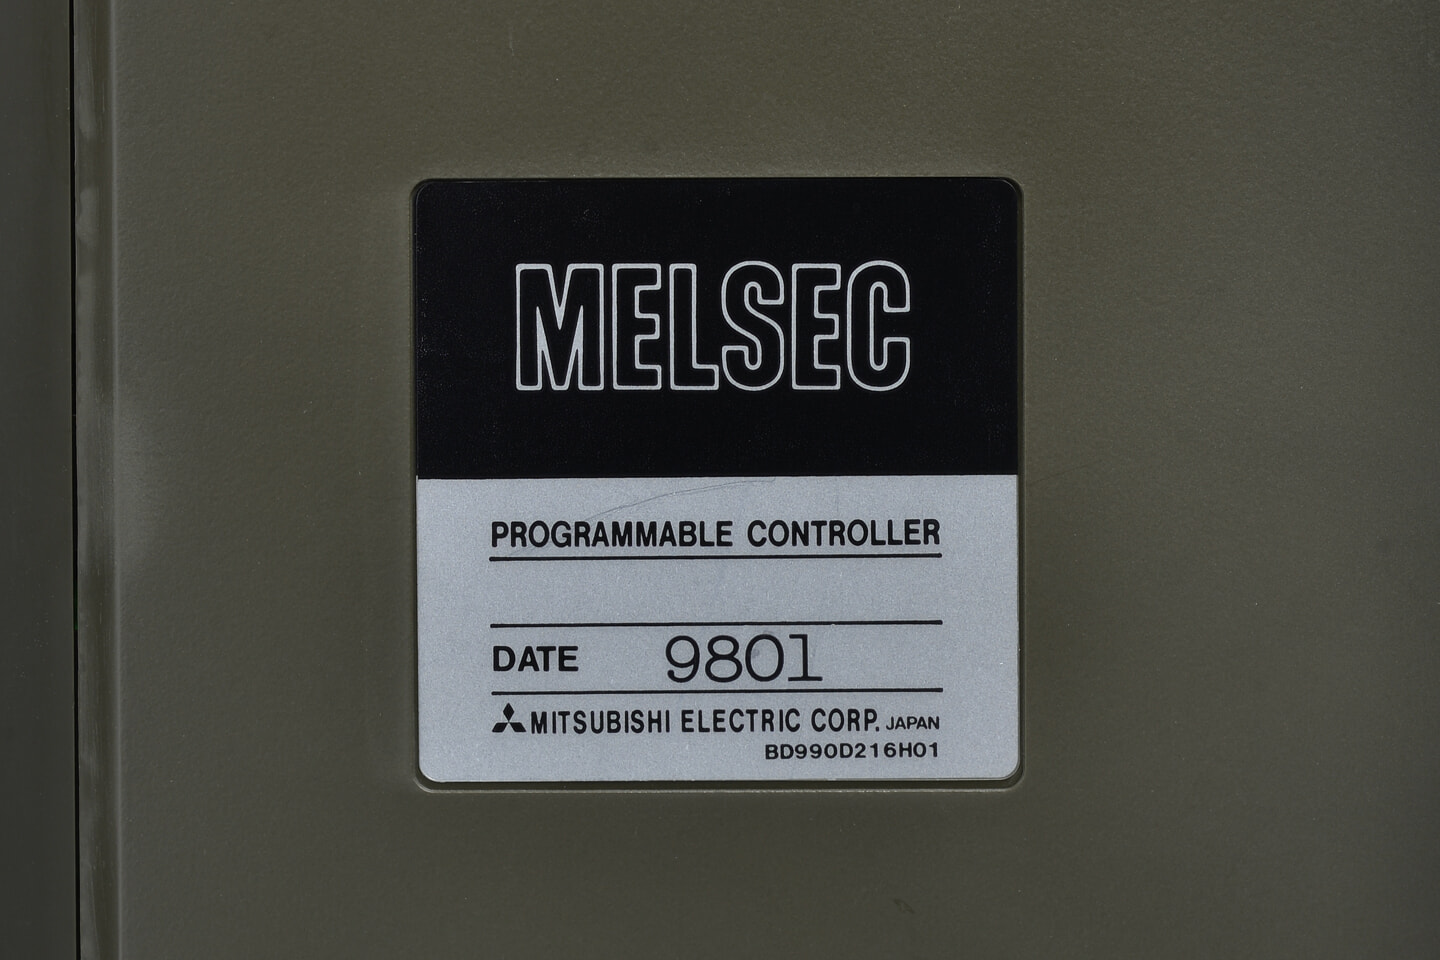 MELSEC
PROGRAMMABLE CONTROLLER
DATE 9801
MITSUBISHI ELECTRIC CORP. JAPAN
BD990D216H01